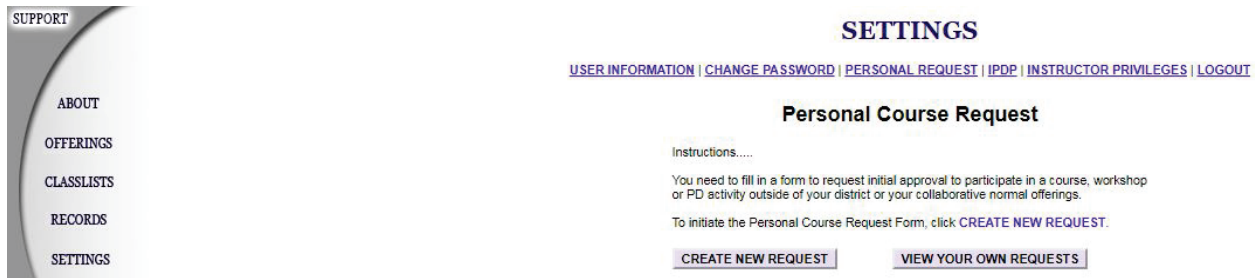 SUPPORT
ABOUT
OFFERINGS
CLASSLISTS
RECORDS
SETTINGS
SETTINGS
USER INFORMATION | CHANGE PASSWORD | PERSONAL REQUEST | IPDP | INSTRUCTOR PRIVILEGES | LOGOUT
Personal Course Request
Instructions.....
You need to fill in a form to request initial approval to participate in a course, workshop
or PD activity outside of your district or your collaborative normal offerings.
To initiate the Personal Course Request Form, click CREATE NEW REQUEST.
CREATE NEW REQUEST
VIEW YOUR OWN REQUESTS